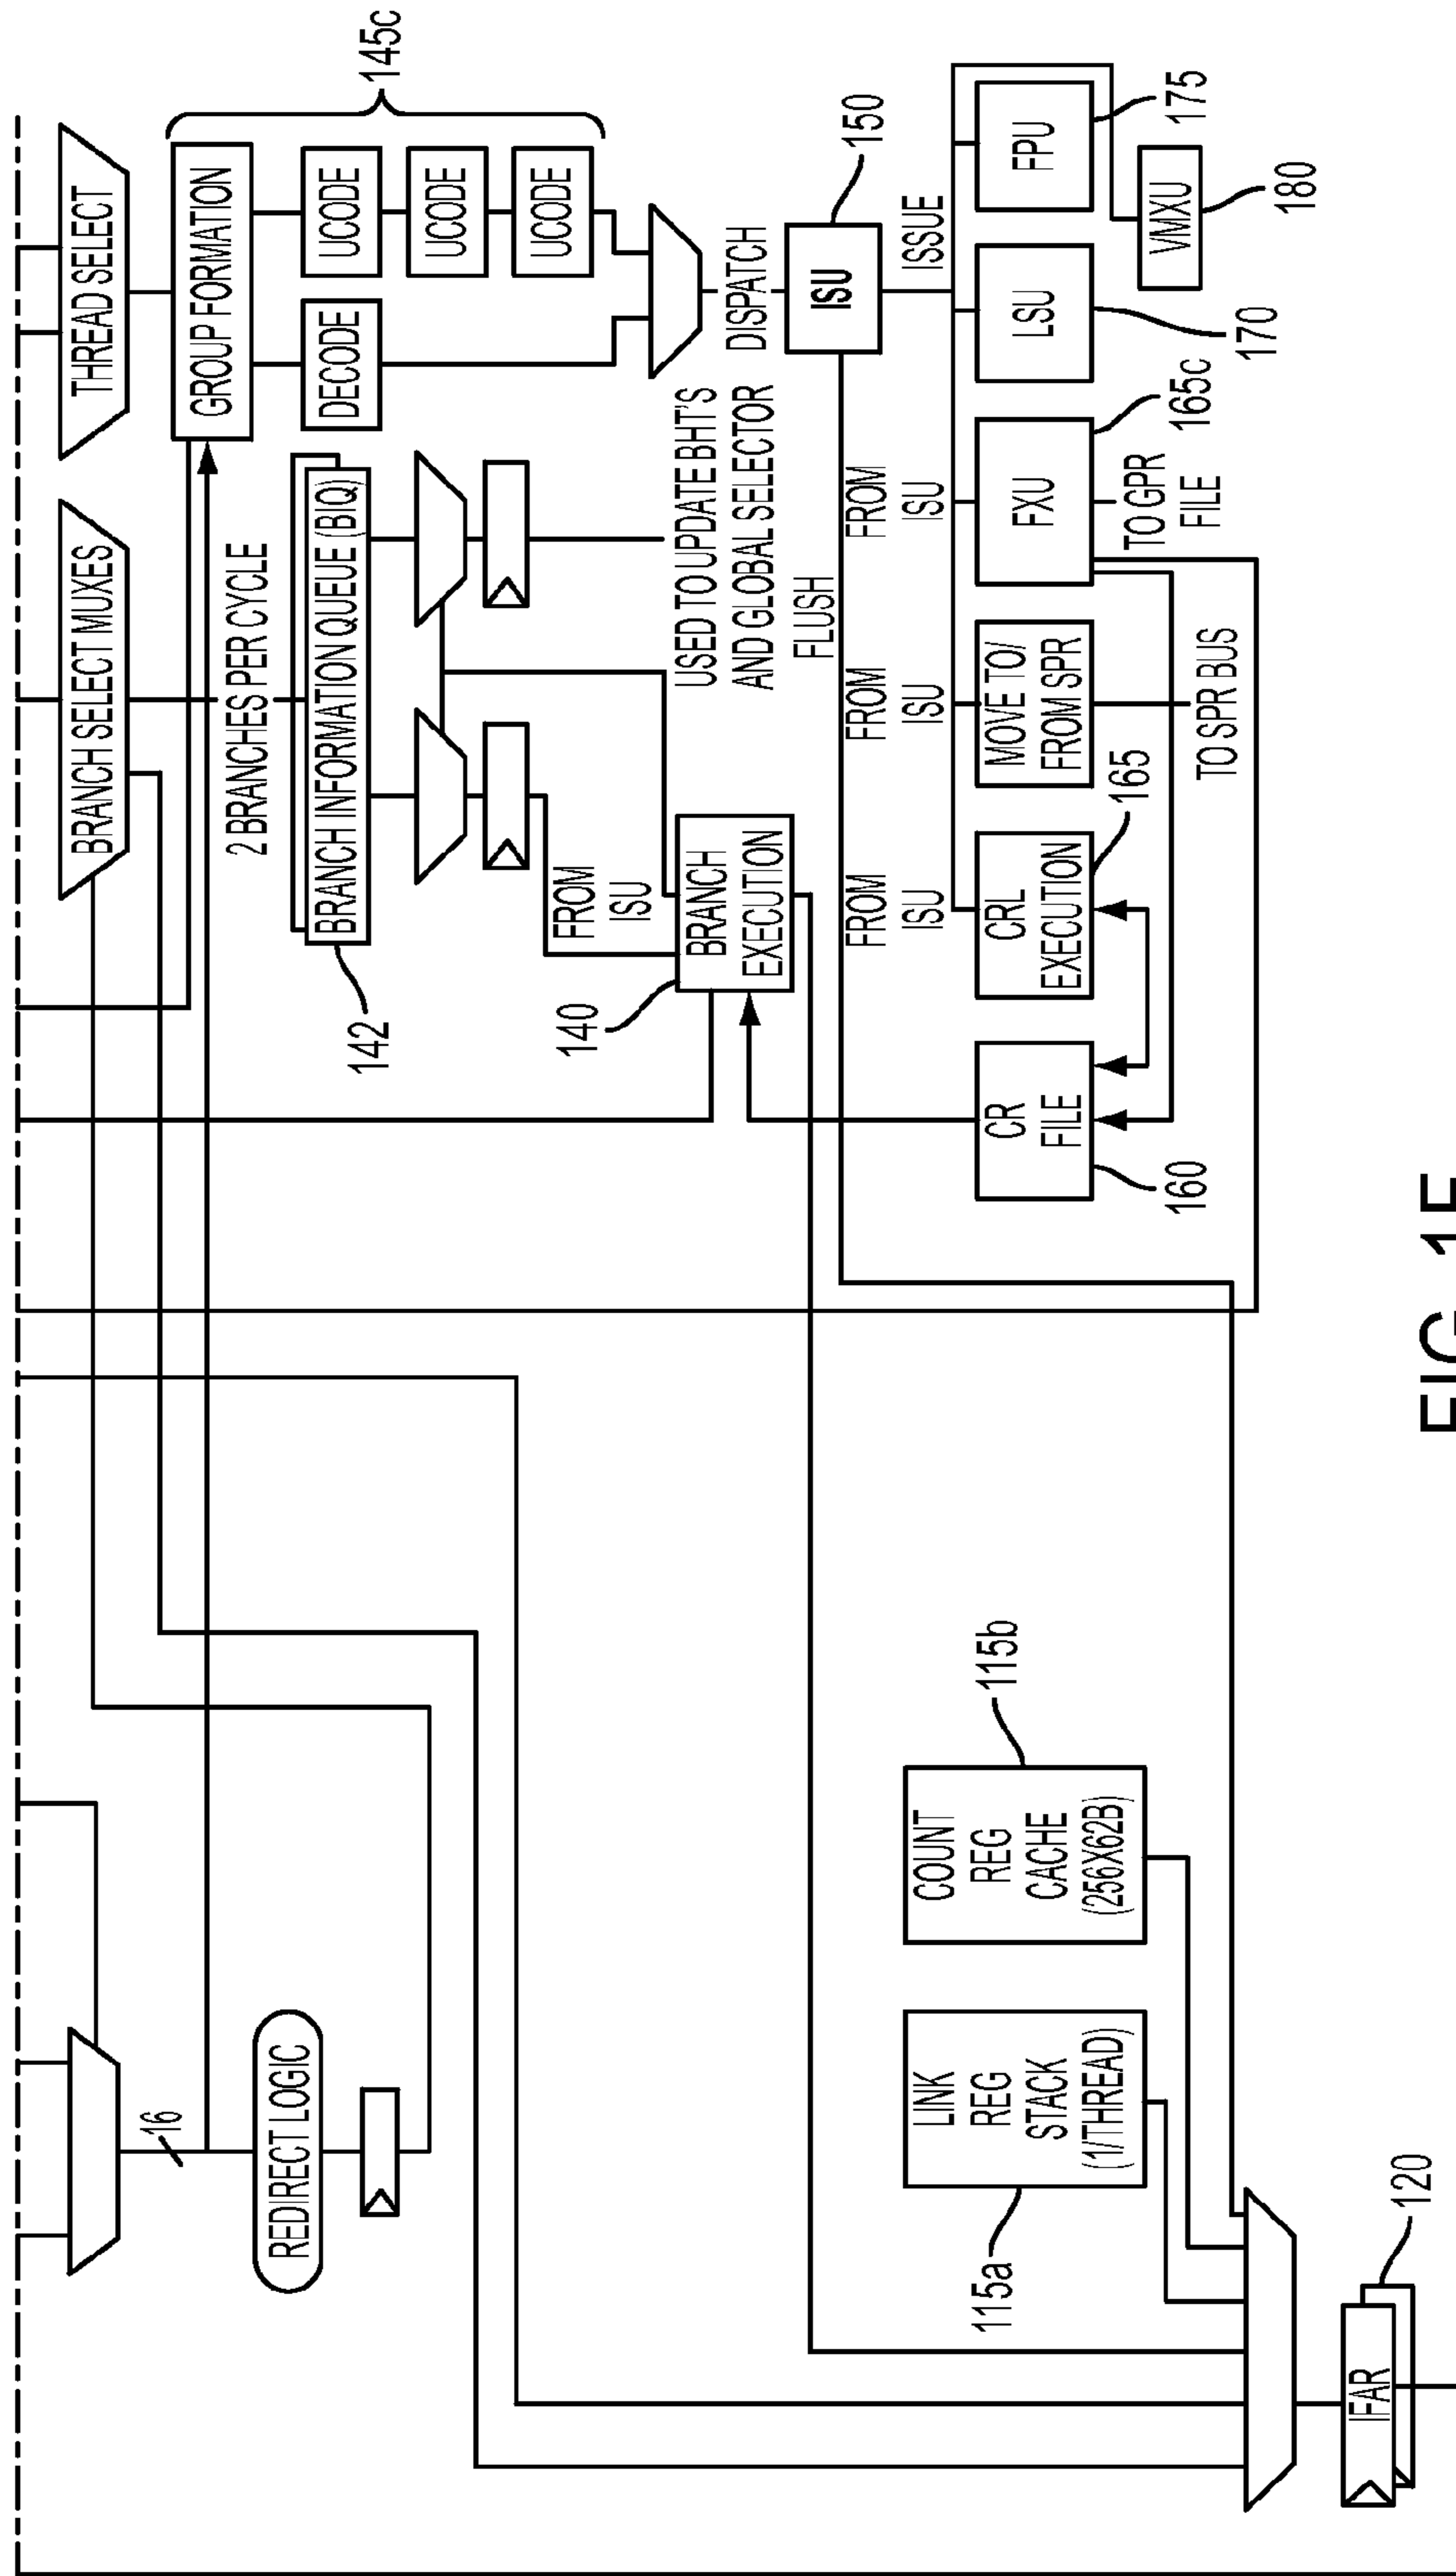 16
REDIRECT LOGIC
BRANCH SELECT MUXES
THREAD SELECT
GROUP FORMATION
145c
2 BRANCHES PER CYCLE
BRANCH INFORMATION QUEUE (BIQ)
142
DECODE
UCODE
UCODE
UCODE
FROM
ISU
140
BRANCH
EXECUTION
USED TO UPDATE BHT'S
AND GLOBAL SELECTOR
DISPATCH
FLUSH
ISU
150
ISSUE
FROM
ISU
FROM
ISU
FROM
ISU
LINK
REG
STACK
(1/THREAD)
115a
COUNT
REG
CACHE
(256X62B)
115b
CR
FILE
160
CRL
EXECUTION
165
MOVE TO/
FROM SPR
TO SPR BUS
FXU
165c
TO GPR
FILE
LSU
170
FPU
175
VMXU
180
IFAR
120
FIG